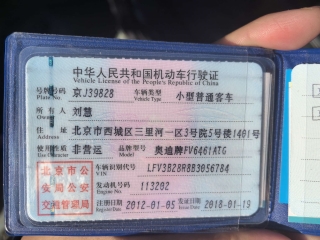 中华人民共和国机动车行驶证
Vehicle License of the People's Republic of China
号牌号码 京J39828 车辆类型 小型普通客车
Plate No. Vehicle Type
所有人 刘慧
Owner
住址 北京市西城区三里河一区3号院5号楼1401号
Address
使用性质 非营运 品牌型号 奥迪牌FV6461ATG
Use Character Model
车辆识别代号 LFV3B28R8B3056784
VIN
北京市公
安局公安
交通管理局
发动机号码 113202
Engine No.
注册日期 2012-01-05 发证日期 2018-01-19
Register Date Issue Date